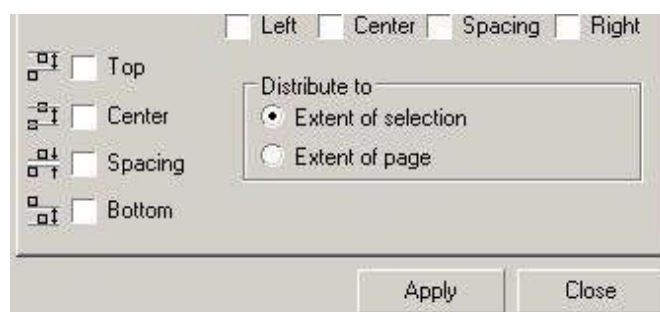 Left Center Spacing Right
Top
Distribute to
Center
Extent of selection
Spacing
Extent of page
Bottom
Apply Close